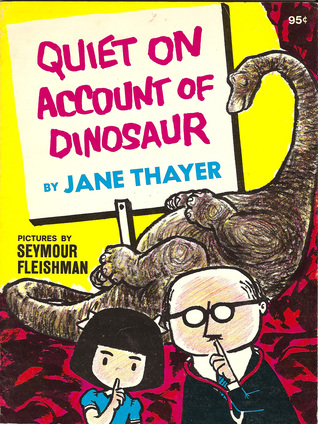 95¢
QUIET ON
ACCOUNT OF
DINOSAUR
BY JANE THAYER
PICTURES BY
SEYMOUR
FLEISHMAN